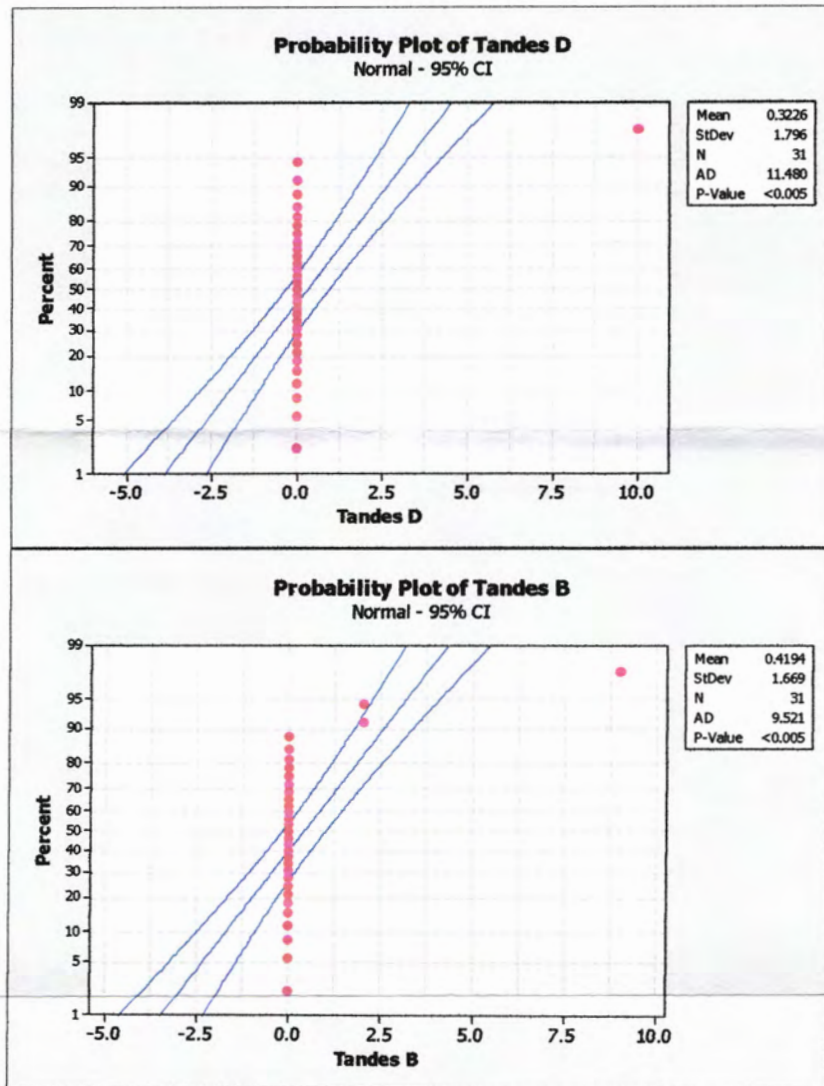 Probability Plot of Tandes D
Normal - 95% CI
99
95
90
80
70
60
50
40
30
20
10
5
1
Percent
-5.0 -2.5 0.0 2.5 5.0 7.5 10.0
Tandes D
Mean 0.3226
StDev 1.796
N 31
AD 11.480
P-Value <0.005
Probability Plot of Tandes B
Normal - 95% CI
99
95
90
80
70
60
50
40
30
20
10
5
1
Percent
-5.0 -2.5 0.0 2.5 5.0 7.5 10.0
Tandes B
Mean 0.4194
StDev 1.669
N 31
AD 9.521
P-Value <0.005